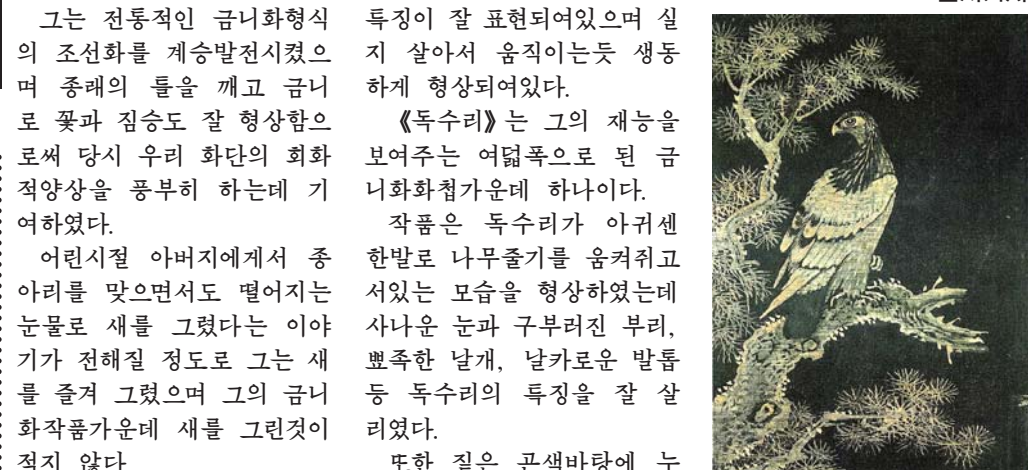 그는 전통적인 금니화형식
의 조선화를 계승발전시켰으
며 종래의 틀을 깨고 금니
로 꽃과 짐승도 잘 형상함으
로써 당시 우리 화단의 회화
적양상을 풍부히 하는데 기
여하였다.
어린시절 아버지에게서 종
아리를 맞으면서도 떨어지는
눈물로 새를 그렸다는 이야
기가 전해질 정도로 그는 새
를 즐겨 그렸으며 그의 금니
화작품가운데 새를 그린것이
적지 않다
특징이 잘 표현되여있으며 실
지 살아서 움직이는듯 생동
하게 형상되여있다.
《독수리》는 그의 재능을
보여주는 여덟폭으로 된 금
니화화첩가운데 하나이다.
작품은 독수리가 아귀센
한발로 나무줄기를 움켜쥐고
서있는 모습을 형상하였는데
사나운 눈과 구부러진 부리,
뾰족한 날개, 날카로운 발톱
등 독수리의 특징을 잘 살
리였다.
또한 짙은 곤색바탕에 누